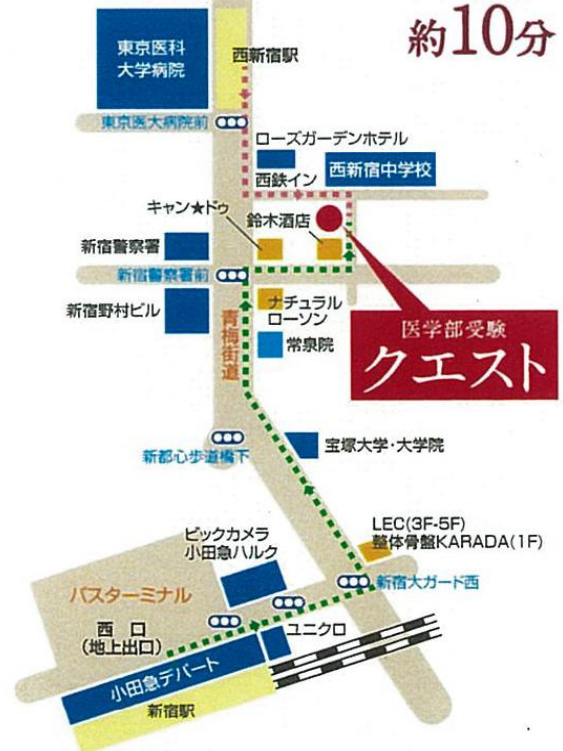 約10分
東京医科
大学病院
西新宿駅
東京医大病院前
ローズガーデンホテル
西鉄イン
西新宿中学校
キャン★ドゥ
鈴木酒店
新宿警察署
新宿警察署前
新宿野村ビル
ナチュラル
ローソン
青梅街道
常泉院
医学部受験
クエスト
新都心歩道橋下
宝塚大学・大学院
LEC(3F-5F)
整体骨盤KARADA(1F)
ビックカメラ
小田急ハルク
新宿大ガード西
バスターミナル
西口
(地上出口)
ユニクロ
小田急デパート
新宿駅